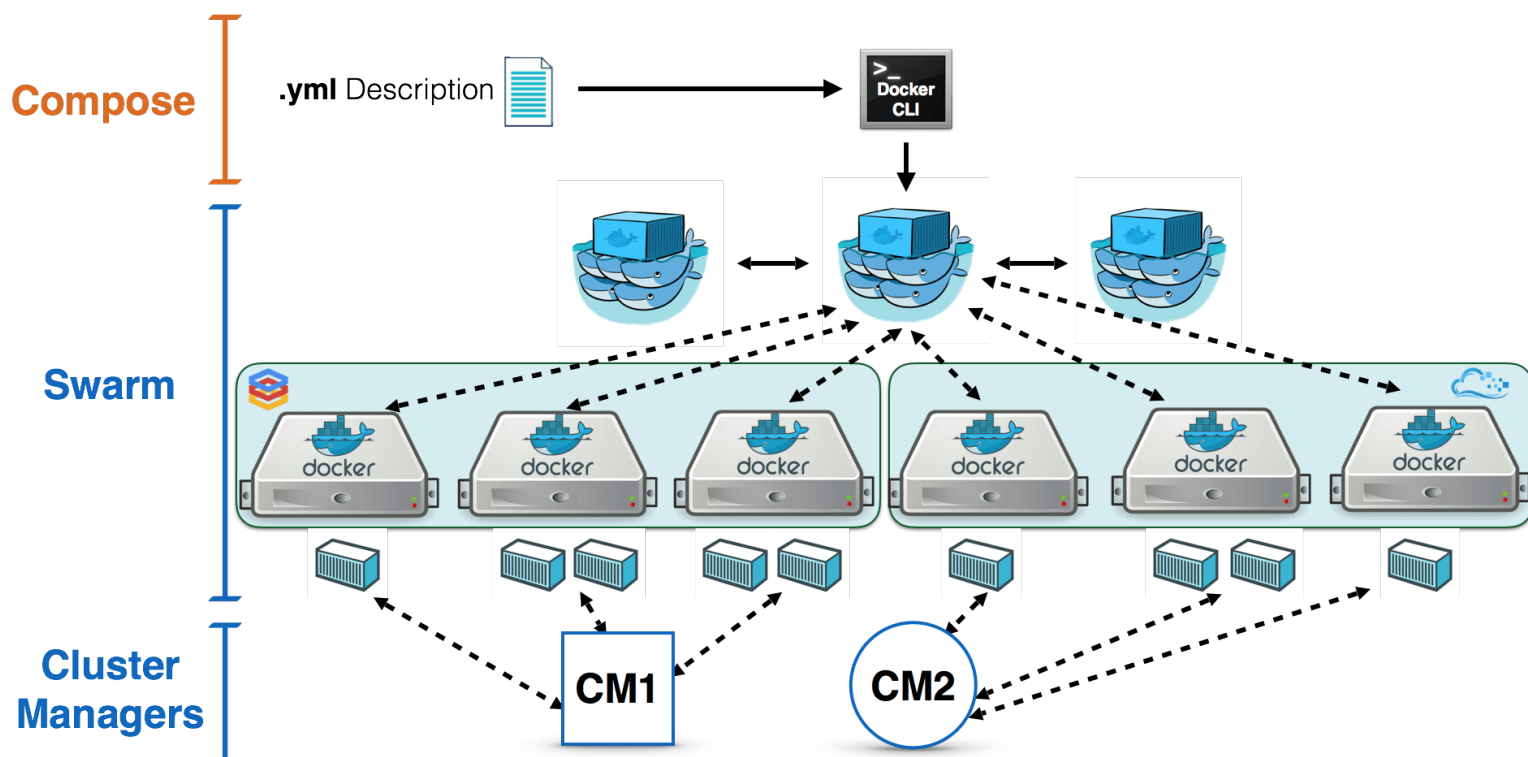 Compose
.yml Description
>_
Docker
CLI
Swarm
docker
docker
docker
docker
docker
docker
Cluster
Managers
CM1
CM2